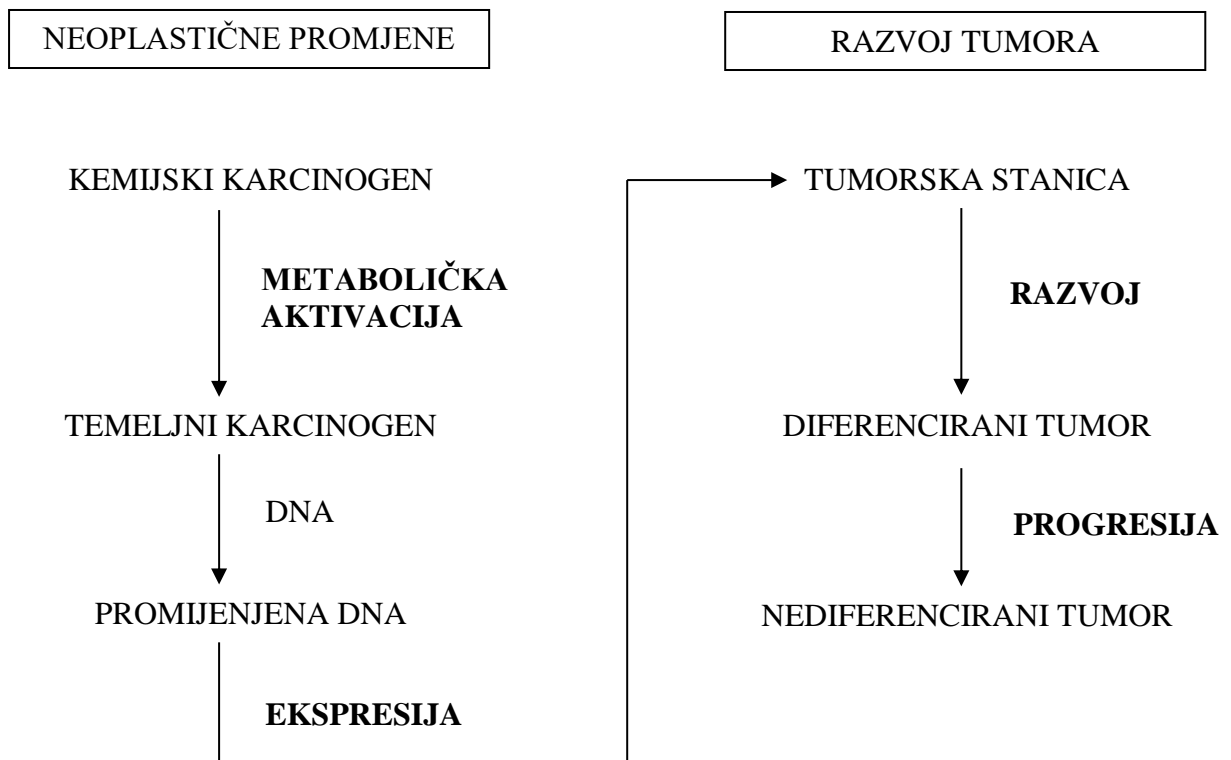 NEOPLASTIČNE PROMJENE
KEMIJSKI KARCINOGEN
METABOLIČKA
AKTIVACIJA
TEMELJNI KARCINOGEN
DNA
PROMIJENJENA DNA
EKSPRESIJA
RAZVOJ TUMORA
TUMORSKA STANICA
RAZVOJ
DIFERENCIRANI TUMOR
PROGRESIJA
NEDIFERENCIRANI TUMOR